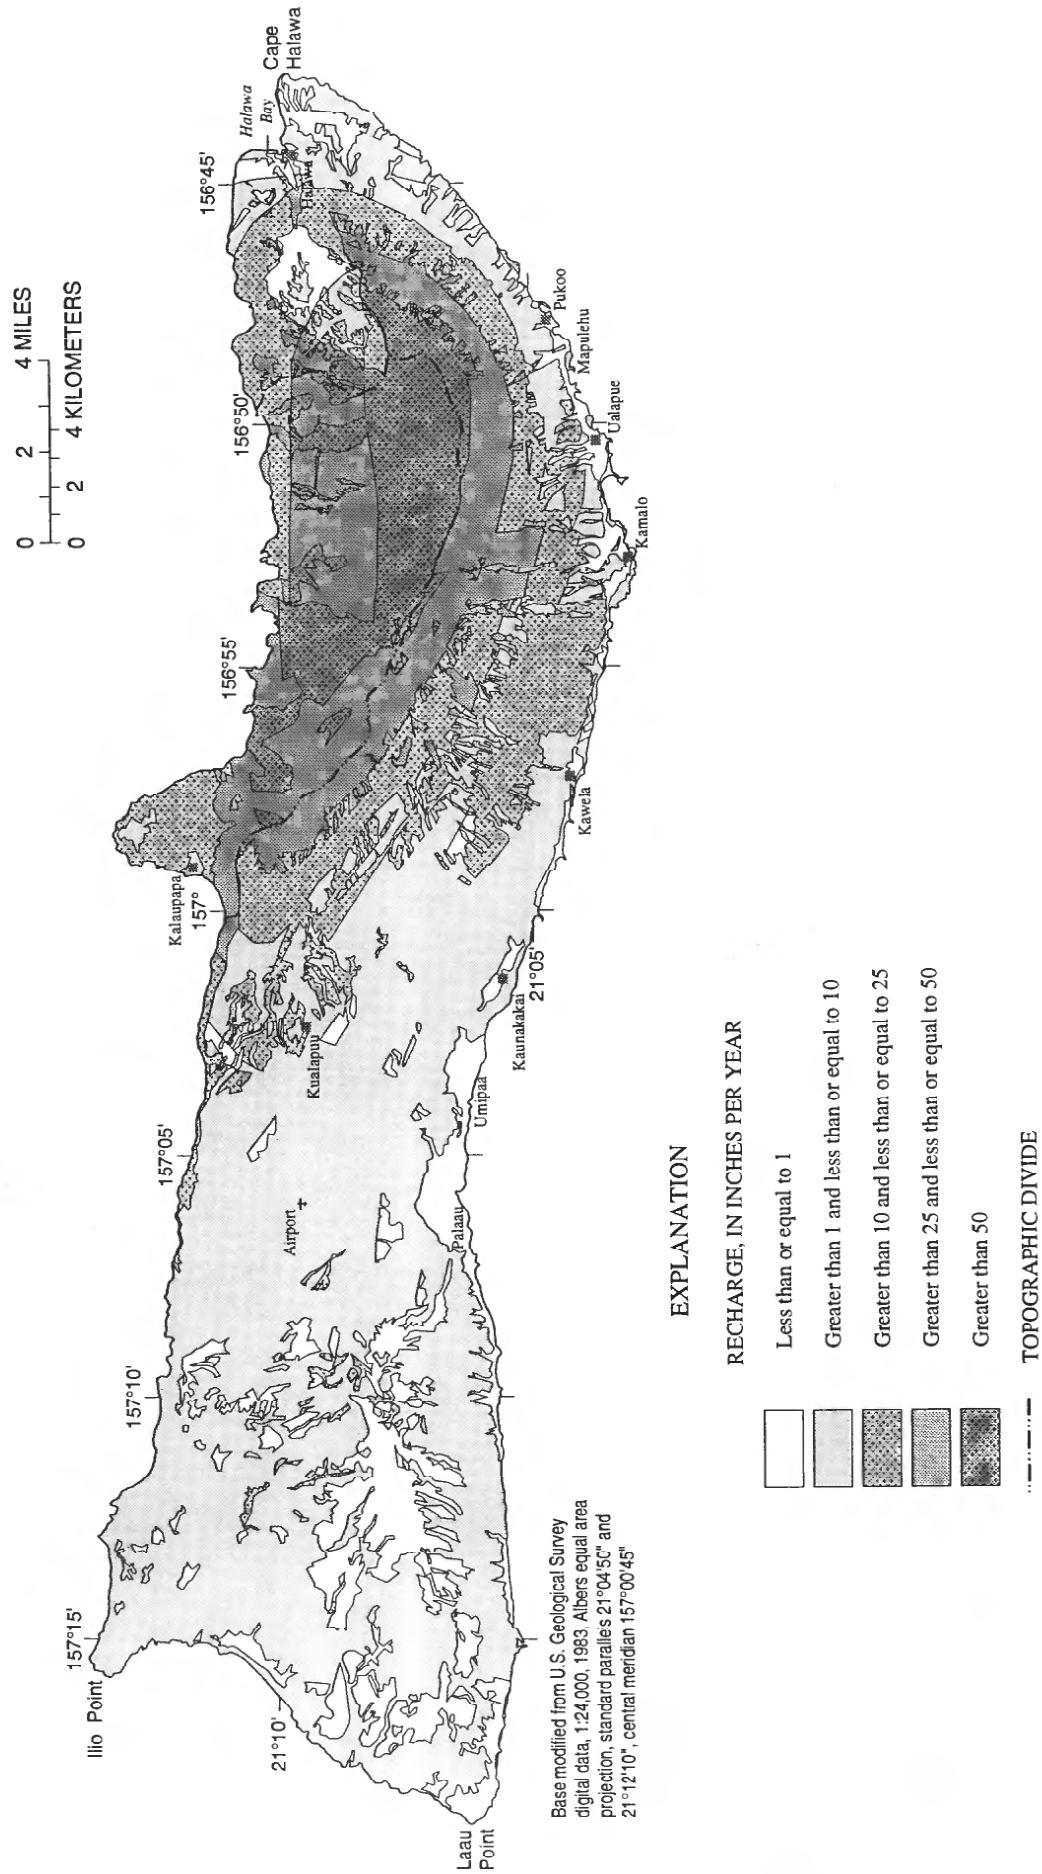 0 2 4 MILES
0 2 4 KILOMETERS
Ilio Point
157°15'
157°10'
157°05'
Kalaupapa
157°
156°55'
156°50'
156°45'
Halawa
Bay
Cape
Halawa
Halawa
21°10'
Airport
Kualapuu
Laau
Point
Palaau
Umipaa
Kaunakakai
21°05'
Kawela
Kamalo
Ualapue
Mapulehu
Pukoo
Base modified from U.S. Geological Survey
digital data, 1:24,000, 1983, Albers equal area
projection, standard parallels 21°04'50" and
21°12'10", central meridian 157°00'45"
EXPLANATION
RECHARGE, IN INCHES PER YEAR
Less than or equal to 1
Greater than 1 and less than or equal to 10
Greater than 10 and less than or equal to 25
Greater than 25 and less than or equal to 50
Greater than 50
TOPOGRAPHIC DIVIDE